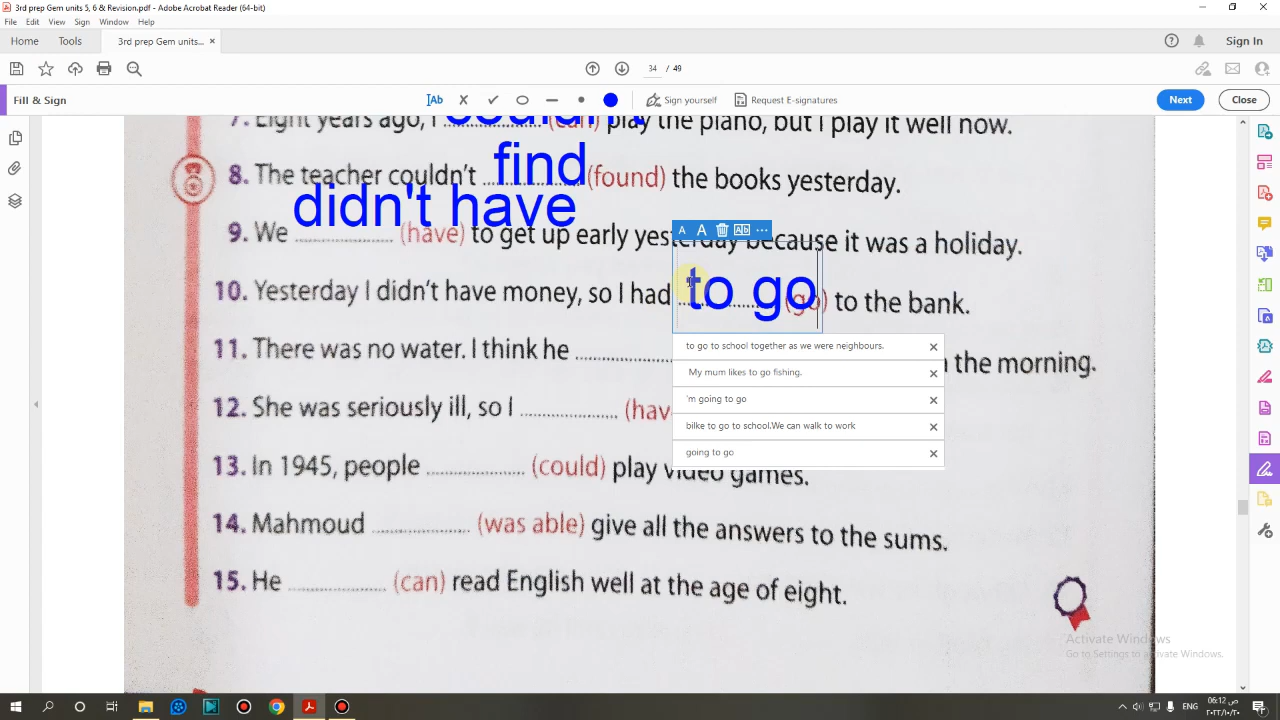 3rd prep Gem units 5, 6 & Revision.pdf - Adobe Acrobat Reader (64-bit)
File Edit View Sign Window Help
Home Tools 3rd prep Gem units... × Sign In
34 / 49
Fill & Sign Ab Sign yourself Request E-signatures Next Close
7. Eight years ago, I couldn't (can) play the piano, but I play it well now.
8. The teacher couldn't find (found) the books yesterday.
9. We didn't have (have) to get up early yesterday because it was a holiday.
A A Ab ...
10. Yesterday I didn't have money, so I had to go (go) to the bank.
to go to school together as we were neighbours.
My mum likes to go fishing.
'm going to go
bilke to go to school.We can walk to work
going to go
11. There was no water. I think he .................... the morning.
12. She was seriously ill, so I .................... (hav
13. In 1945, people .................... (could) play video games.
14. Mahmoud .................... (was able) give all the answers to the sums.
15. He .................... (can) read English well at the age of eight.
Activate Windows
Go to Settings to activate Windows.
ENG
06:12 ص